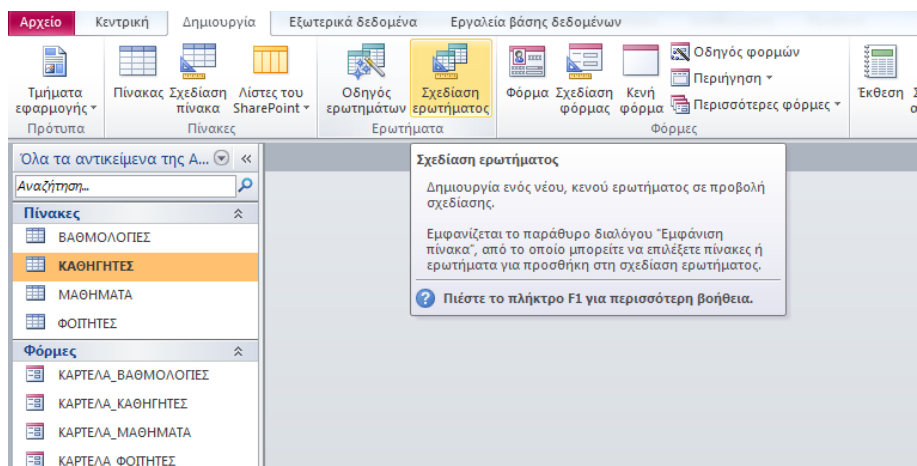 Αρχείο Κεντρική Δημιουργία Εξωτερικά δεδομένα Εργαλεία βάσης δεδομένων
Τμήματα εφαρμογής
Πίνακας
Σχεδίαση πίνακα
Λίστες του SharePoint
Οδηγός ερωτημάτων
Σχεδίαση ερωτήματος
Φόρμα
Σχεδίαση φόρμας
Κενή φόρμα
Οδηγός φορμών
Περιήγηση
Περισσότερες φόρμες
Έκθεση
Πρότυπα Πίνακες Ερωτήματα Φόρμες
Όλα τα αντικείμενα της Α...
Αναζήτηση...
Πίνακες
ΒΑΘΜΟΛΟΓΙΕΣ
ΚΑΘΗΓΗΤΕΣ
ΜΑΘΗΜΑΤΑ
ΦΟΙΤΗΤΕΣ
Φόρμες
ΚΑΡΤΕΛΑ_ΒΑΘΜΟΛΟΓΙΕΣ
ΚΑΡΤΕΛΑ_ΚΑΘΗΓΗΤΕΣ
ΚΑΡΤΕΛΑ_ΜΑΘΗΜΑΤΑ
ΚΑΡΤΕΛΑ_ΦΟΙΤΗΤΕΣ
Σχεδίαση ερωτήματος
Δημιουργία ενός νέου, κενού ερωτήματος σε προβολή
σχεδίασης.
Εμφανίζεται το παράθυρο διαλόγου "Εμφάνιση
πίνακα", από το οποίο μπορείτε να επιλέξετε πίνακες ή
ερωτήματα για προσθήκη στη σχεδίαση ερωτήματος.
Πιέστε το πλήκτρο F1 για περισσότερη βοήθεια.